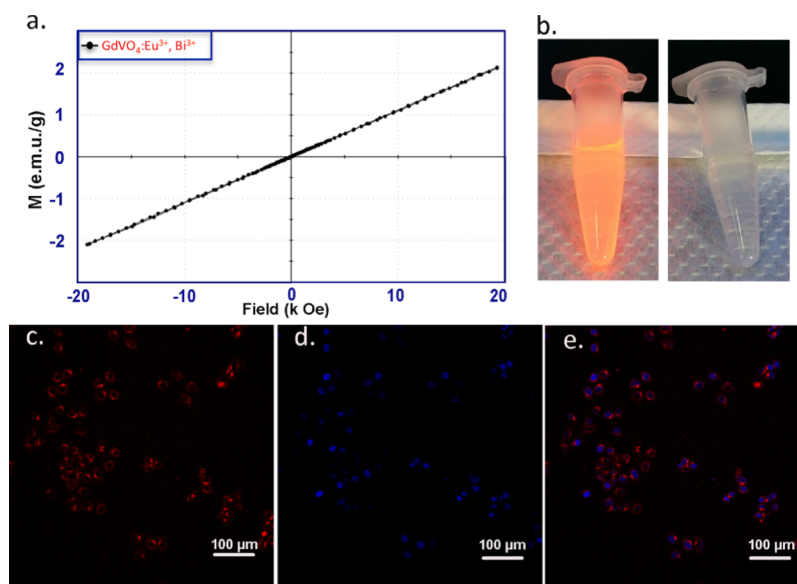 a.
GdVO₄:Eu³⁺, Bi³⁺
M (e.m.u./g)
2
1
0
-1
-2
-20
-10
0
10
20
Field (k Oe)
b.
c.
100 µm
d.
100 µm
e.
100 µm